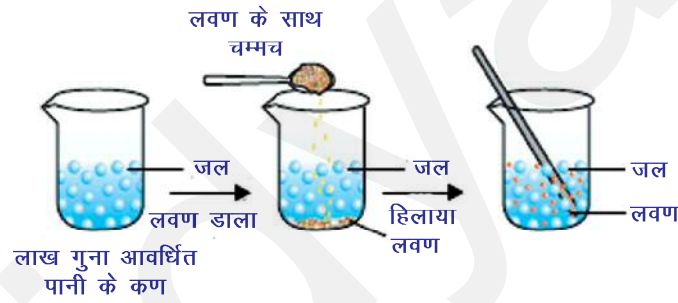 लवण के साथ
चम्मच
जल
लवण डाला
लाख गुना आवर्धित
पानी के कण
जल
हिलाया
लवण
जल
लवण